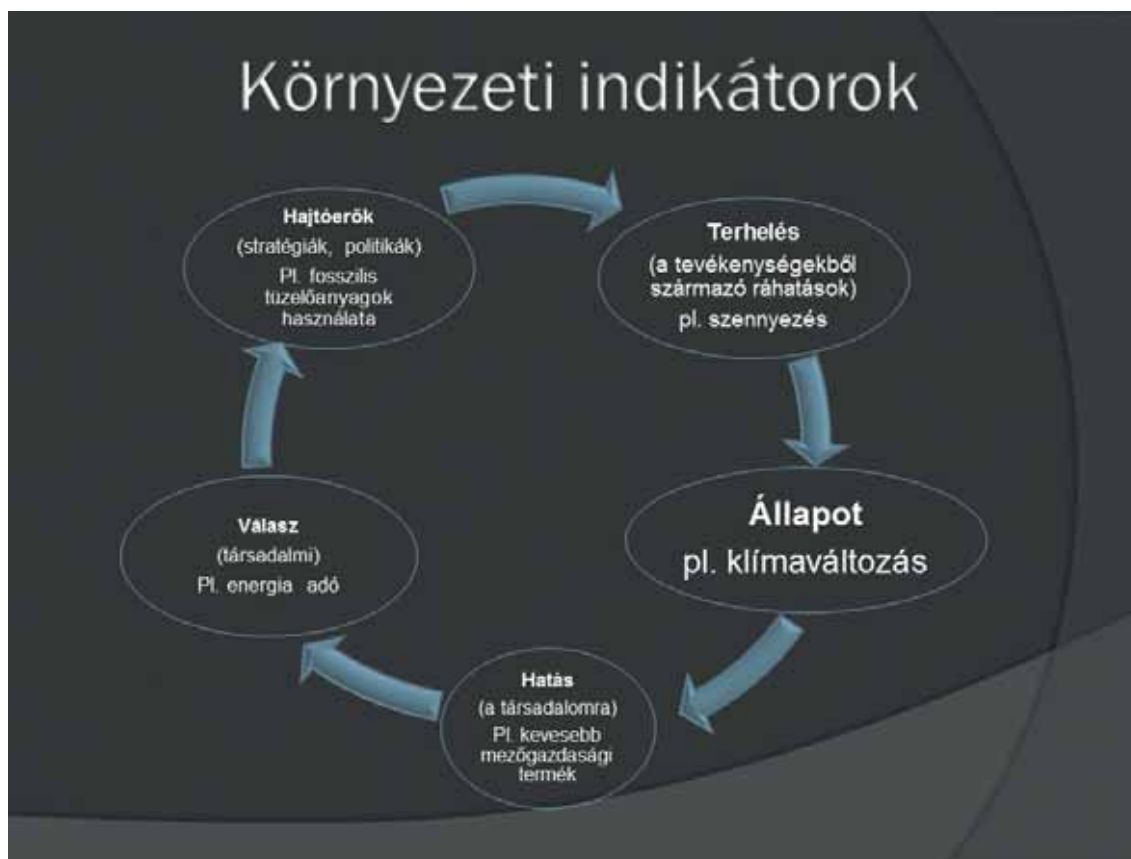 Környezeti indikátorok
Hajtóerők
(stratégiák, politikák)
Pl. fosszilis
tüzelőanyagok
használata
Terhelés
(a tevékenységekből
származó ráhatások)
pl. szennyezés
Állapot
pl. klímaváltozás
Hatás
(a társadalomra)
Pl. kevesebb
mezőgazdasági
termék
Válasz
(társadalmi)
Pl. energia adó